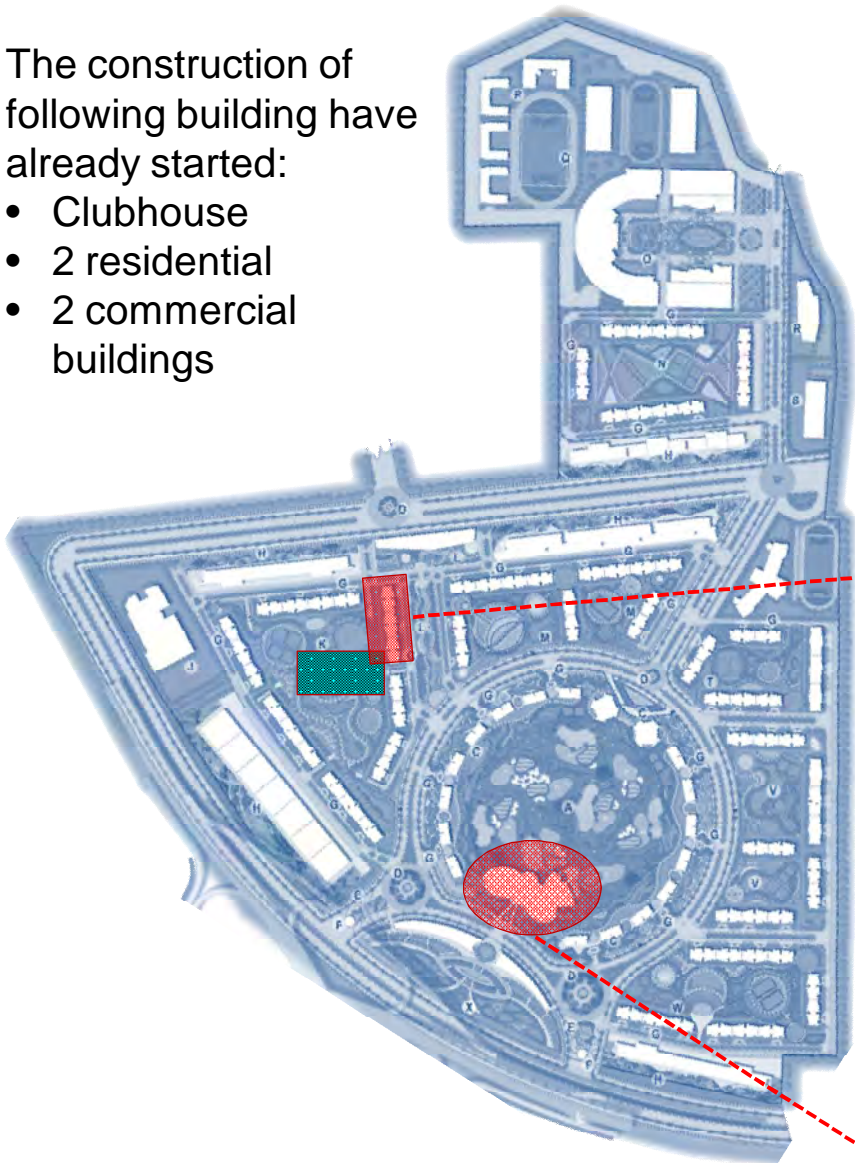 The construction of
following building have
already started:
• Clubhouse
• 2 residential
• 2 commercial
buildings
P
Q
O
G
G
N
R
S
G
H
D
H
H
L
G
G
G
K
L
M
M
G
G
J
G
G
D
T
G
C
C
G
A
V
H
G
G
G
G
V
D
E
F
C
G
D
X
W
E
G
F
H